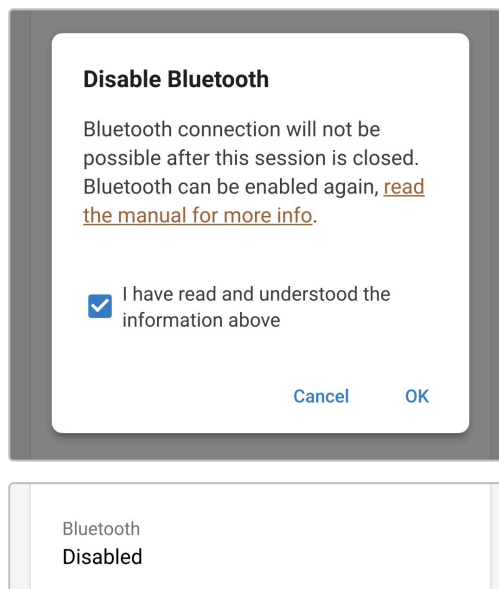 Disable Bluetooth
Bluetooth connection will not be
possible after this session is closed.
Bluetooth can be enabled again, read
the manual for more info.
I have read and understood the
information above
Cancel OK
Bluetooth
Disabled